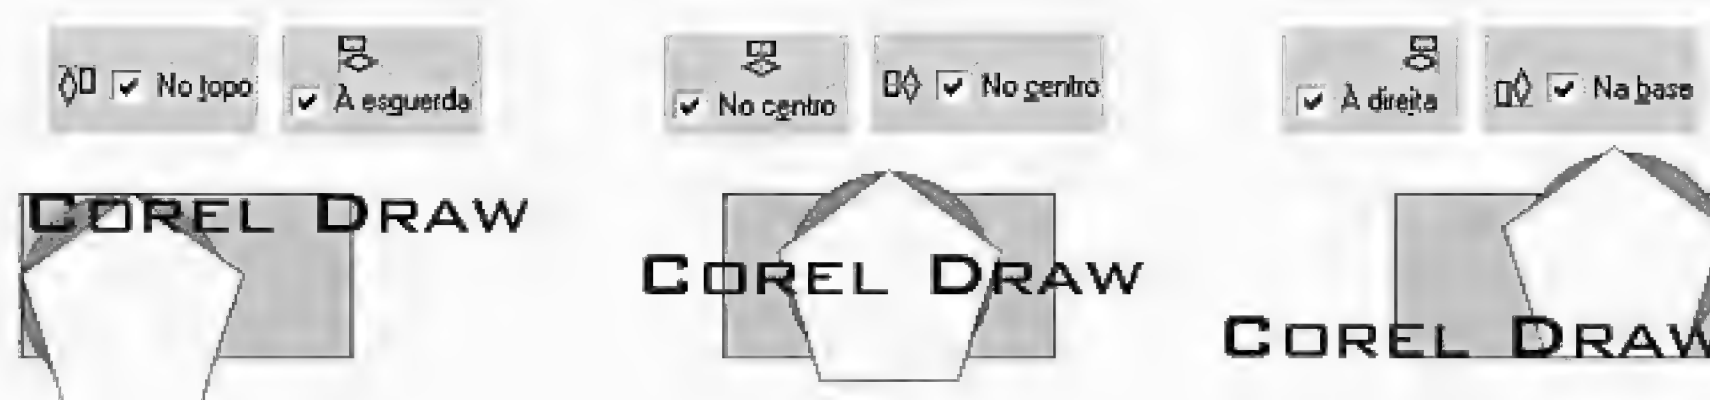 No topo
À esquerda
No centro
No centro
À direita
Na base
COREL DRAW
COREL DRAW
COREL DRAW